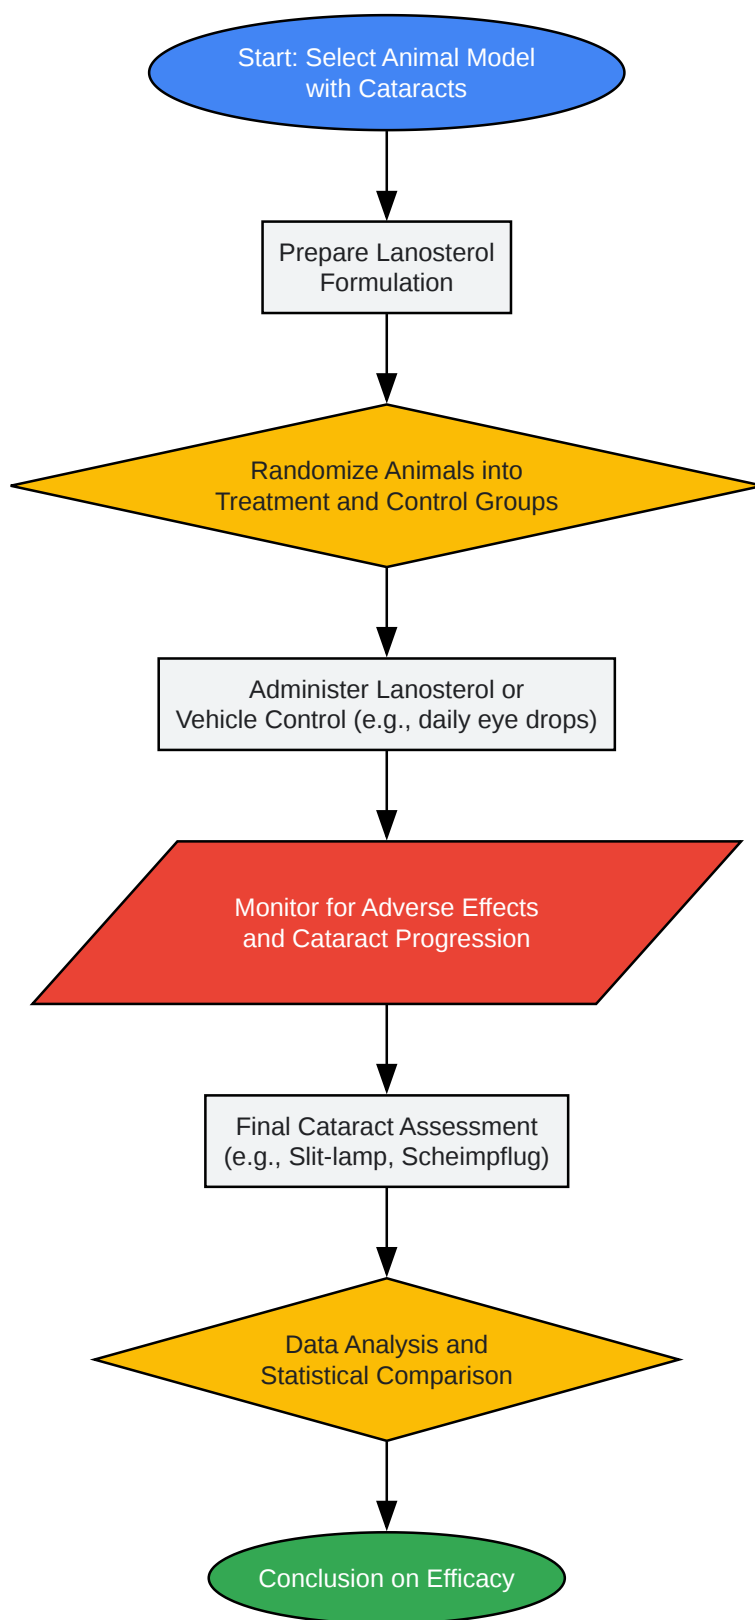 Start: Select Animal Model
with Cataracts
Prepare Lanosterol
Formulation
Randomize Animals into
Treatment and Control Groups
Administer Lanosterol or
Vehicle Control (e.g., daily eye drops)
Monitor for Adverse Effects
and Cataract Progression
Final Cataract Assessment
(e.g., Slit-lamp, Scheimpflug)
Data Analysis and
Statistical Comparison
Conclusion on Efficacy